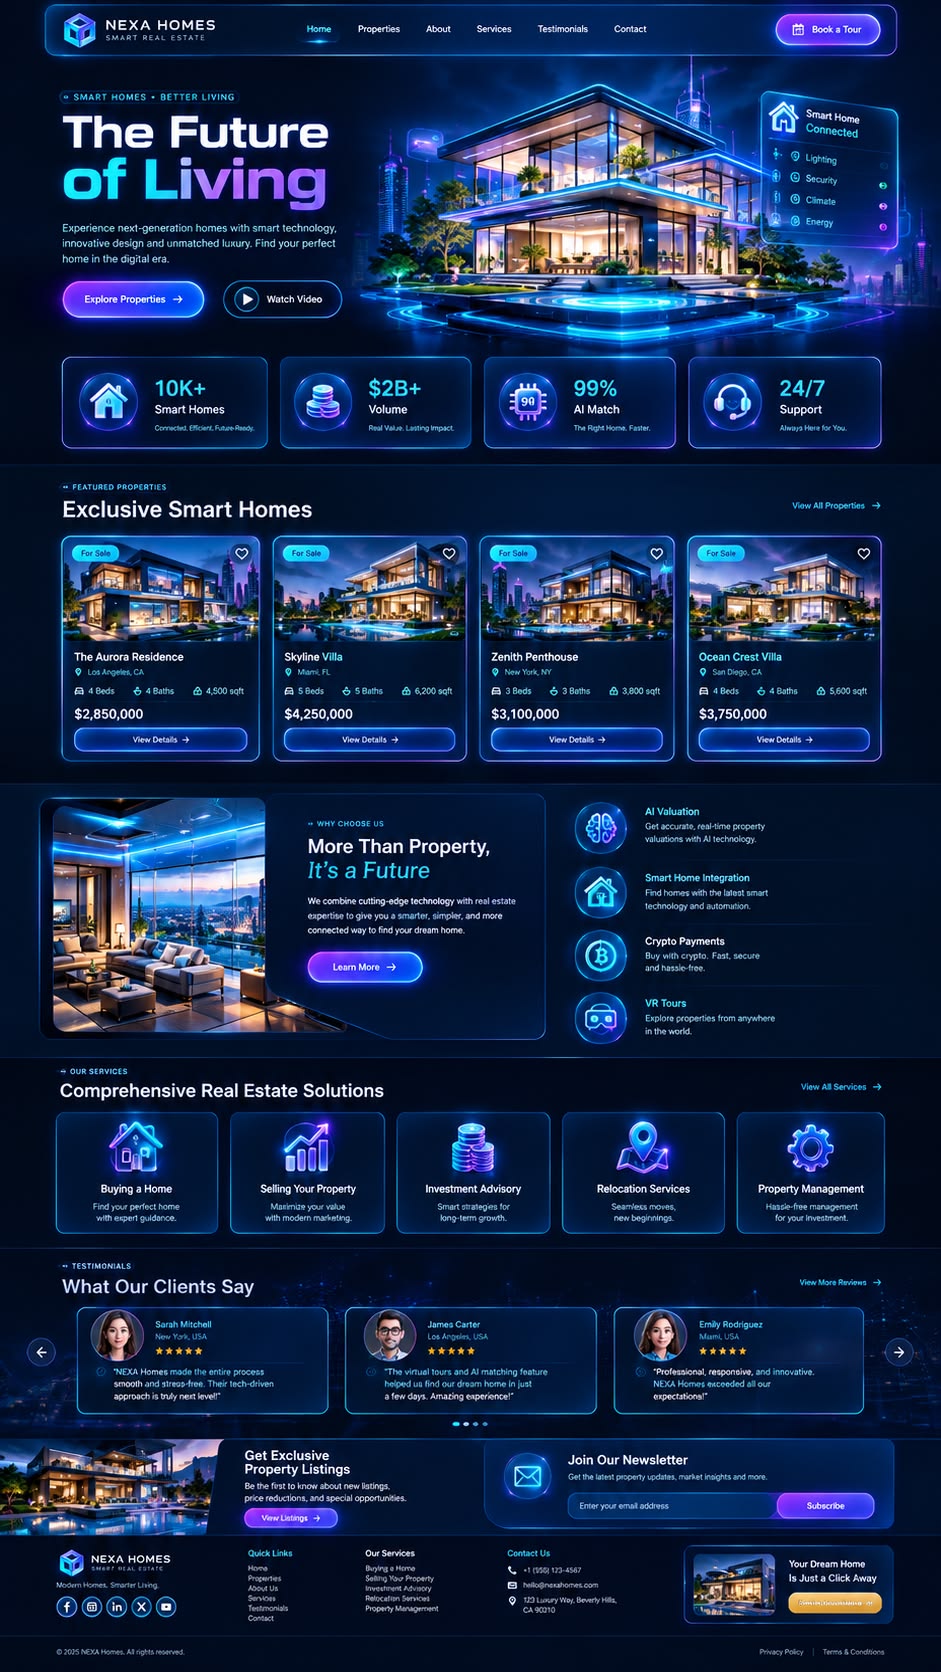 NEXA HOMES
SMART REAL ESTATE
Home
Properties
About
Services
Testimonials
Contact
Book a Tour
SMART HOMES • BETTER LIVING
The Future
of Living
Experience next-generation homes with smart technology,
innovative design and unmatched luxury. Find your perfect
home in the digital era.
Explore Properties →
Watch Video
Smart Home
Connected
Lighting
Security
Climate
Energy
10K+
Smart Homes
Connected. Efficient. Future-Ready.
$2B+
Volume
Real Value. Lasting Impact.
99%
AI Match
The Right Home. Faster.
24/7
Support
Always Here for You.
FEATURED PROPERTIES
Exclusive Smart Homes
View All Properties →
For Sale
The Aurora Residence
Los Angeles, CA
4 Beds
4 Baths
4,500 sqft
$2,850,000
View Details →
For Sale
Skyline Villa
Miami, FL
5 Beds
5 Baths
6,200 sqft
$4,250,000
View Details →
For Sale
Zenith Penthouse
New York, NY
3 Beds
3 Baths
3,800 sqft
$3,100,000
View Details →
For Sale
Ocean Crest Villa
San Diego, CA
4 Beds
4 Baths
5,600 sqft
$3,750,000
View Details →
WHY CHOOSE US
More Than Property,
It's a Future
We combine cutting-edge technology with real estate
expertise to give you a smarter, simpler, and more
connected way to find your dream home.
Learn More →
AI Valuation
Get accurate, real-time property
valuations with AI technology.
Smart Home Integration
Find homes with the latest smart
technology and automation.
Crypto Payments
Buy with crypto. Fast, secure
and hassle-free.
VR Tours
Explore properties from anywhere
in the world.
OUR SERVICES
Comprehensive Real Estate Solutions
View All Services →
Buying a Home
Find your perfect home
with expert guidance.
Selling Your Property
Maximize your value
with modern marketing.
Investment Advisory
Smart strategies for
long-term growth.
Relocation Services
Seamless moves,
new beginnings.
Property Management
Hassle-free management
for your investment.
TESTIMONIALS
What Our Clients Say
View More Reviews →
Sarah Mitchell
New York, USA
"NEXA Homes made the entire process
smooth and stress-free. Their tech-driven
approach is truly next level!"
James Carter
Los Angeles, USA
"The virtual tours and AI matching feature
helped us find our dream home in just
a few days. Amazing experience!"
Emily Rodriguez
Miami, USA
"Professional, responsive, and innovative.
NEXA Homes exceeded all our
expectations!"
Get Exclusive
Property Listings
Be the first to know about new listings,
price reductions, and special opportunities.
View Listings →
Join Our Newsletter
Get the latest property updates, market insights and more.
Enter your email address
Subscribe
NEXA HOMES
SMART REAL ESTATE
Modern Homes. Smarter Living.
Quick Links
Home
Properties
About Us
Services
Testimonials
Contact
Our Services
Buying a Home
Selling Your Property
Investment Advisory
Relocation Services
Property Management
Contact Us
+1 (555) 123-4567
hello@nexahomes.com
123 Luxury Way, Beverly Hills,
CA 90210
Your Dream Home
Is Just a Click Away
© 2025 NEXA Homes. All rights reserved.
Privacy Policy
Terms & Conditions